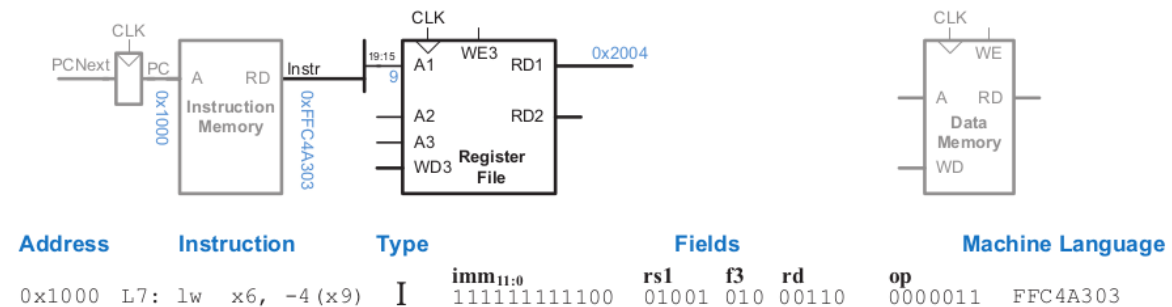 CLK CLK CLK
PCNext PC A RD Instr 19:15 A1 WE3 RD1 0x2004 WE
9
Instruction Memory
0x1000
0xFFC4A303
A2 RD2
A3
WD3
Register File
A RD
Data Memory
WD
Address Instruction Type Fields Machine Language
imm11:0 rs1 f3 rd op
0x1000 L7: lw x6, -4(x9) I 111111111100 01001 010 00110 0000011 FFC4A303